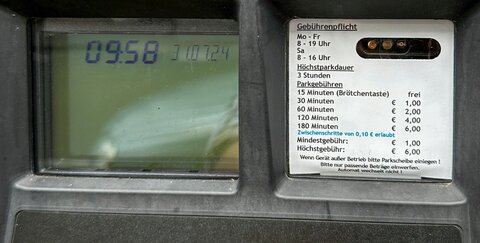 09:58 31.07.24
Gebührenpflicht
Mo - Fr
8 - 19 Uhr
Sa
8 - 16 Uhr
Höchstparkdauer
3 Stunden
Parkgebühren
15 Minuten (Brötchentaste) frei
30 Minuten € 1,00
60 Minuten € 2,00
120 Minuten € 4,00
180 Minuten € 6,00
Zwischenschritte von 0,10 € erlaubt
Mindestgebühr: € 1,00
Höchstgebühr: € 6,00
Wenn Gerät außer Betrieb bitte Parkscheibe einlegen !
Bitte nur passende Beträge einwerfen,
Automat wechselt nicht !